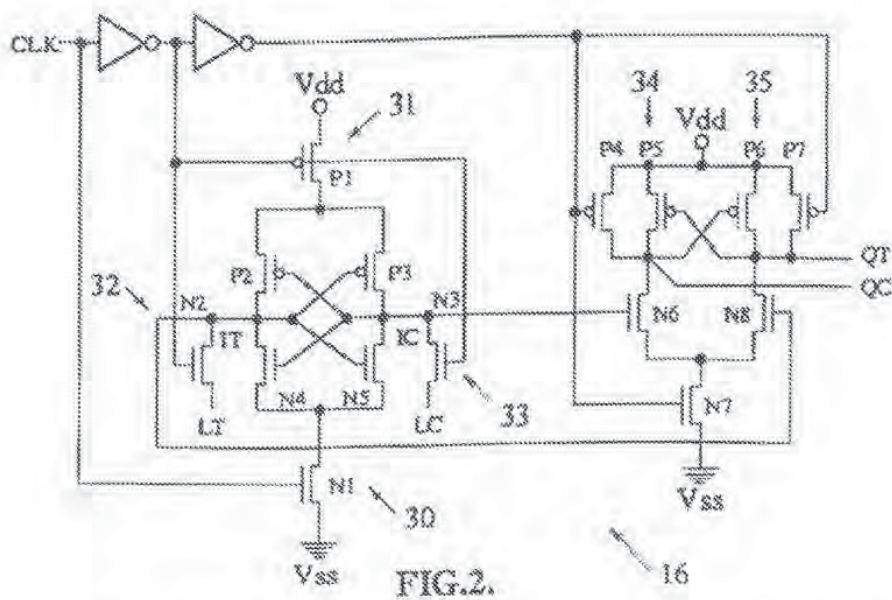 CLK
Vdd
31
34
35
Vdd
P4
P5
P6
P7
P1
32
P2
P3
QT
QC
N2
N3
N6
N8
IT
IC
N4
N5
LT
LC
33
N7
N1
30
Vss
Vss
16
FIG.2.